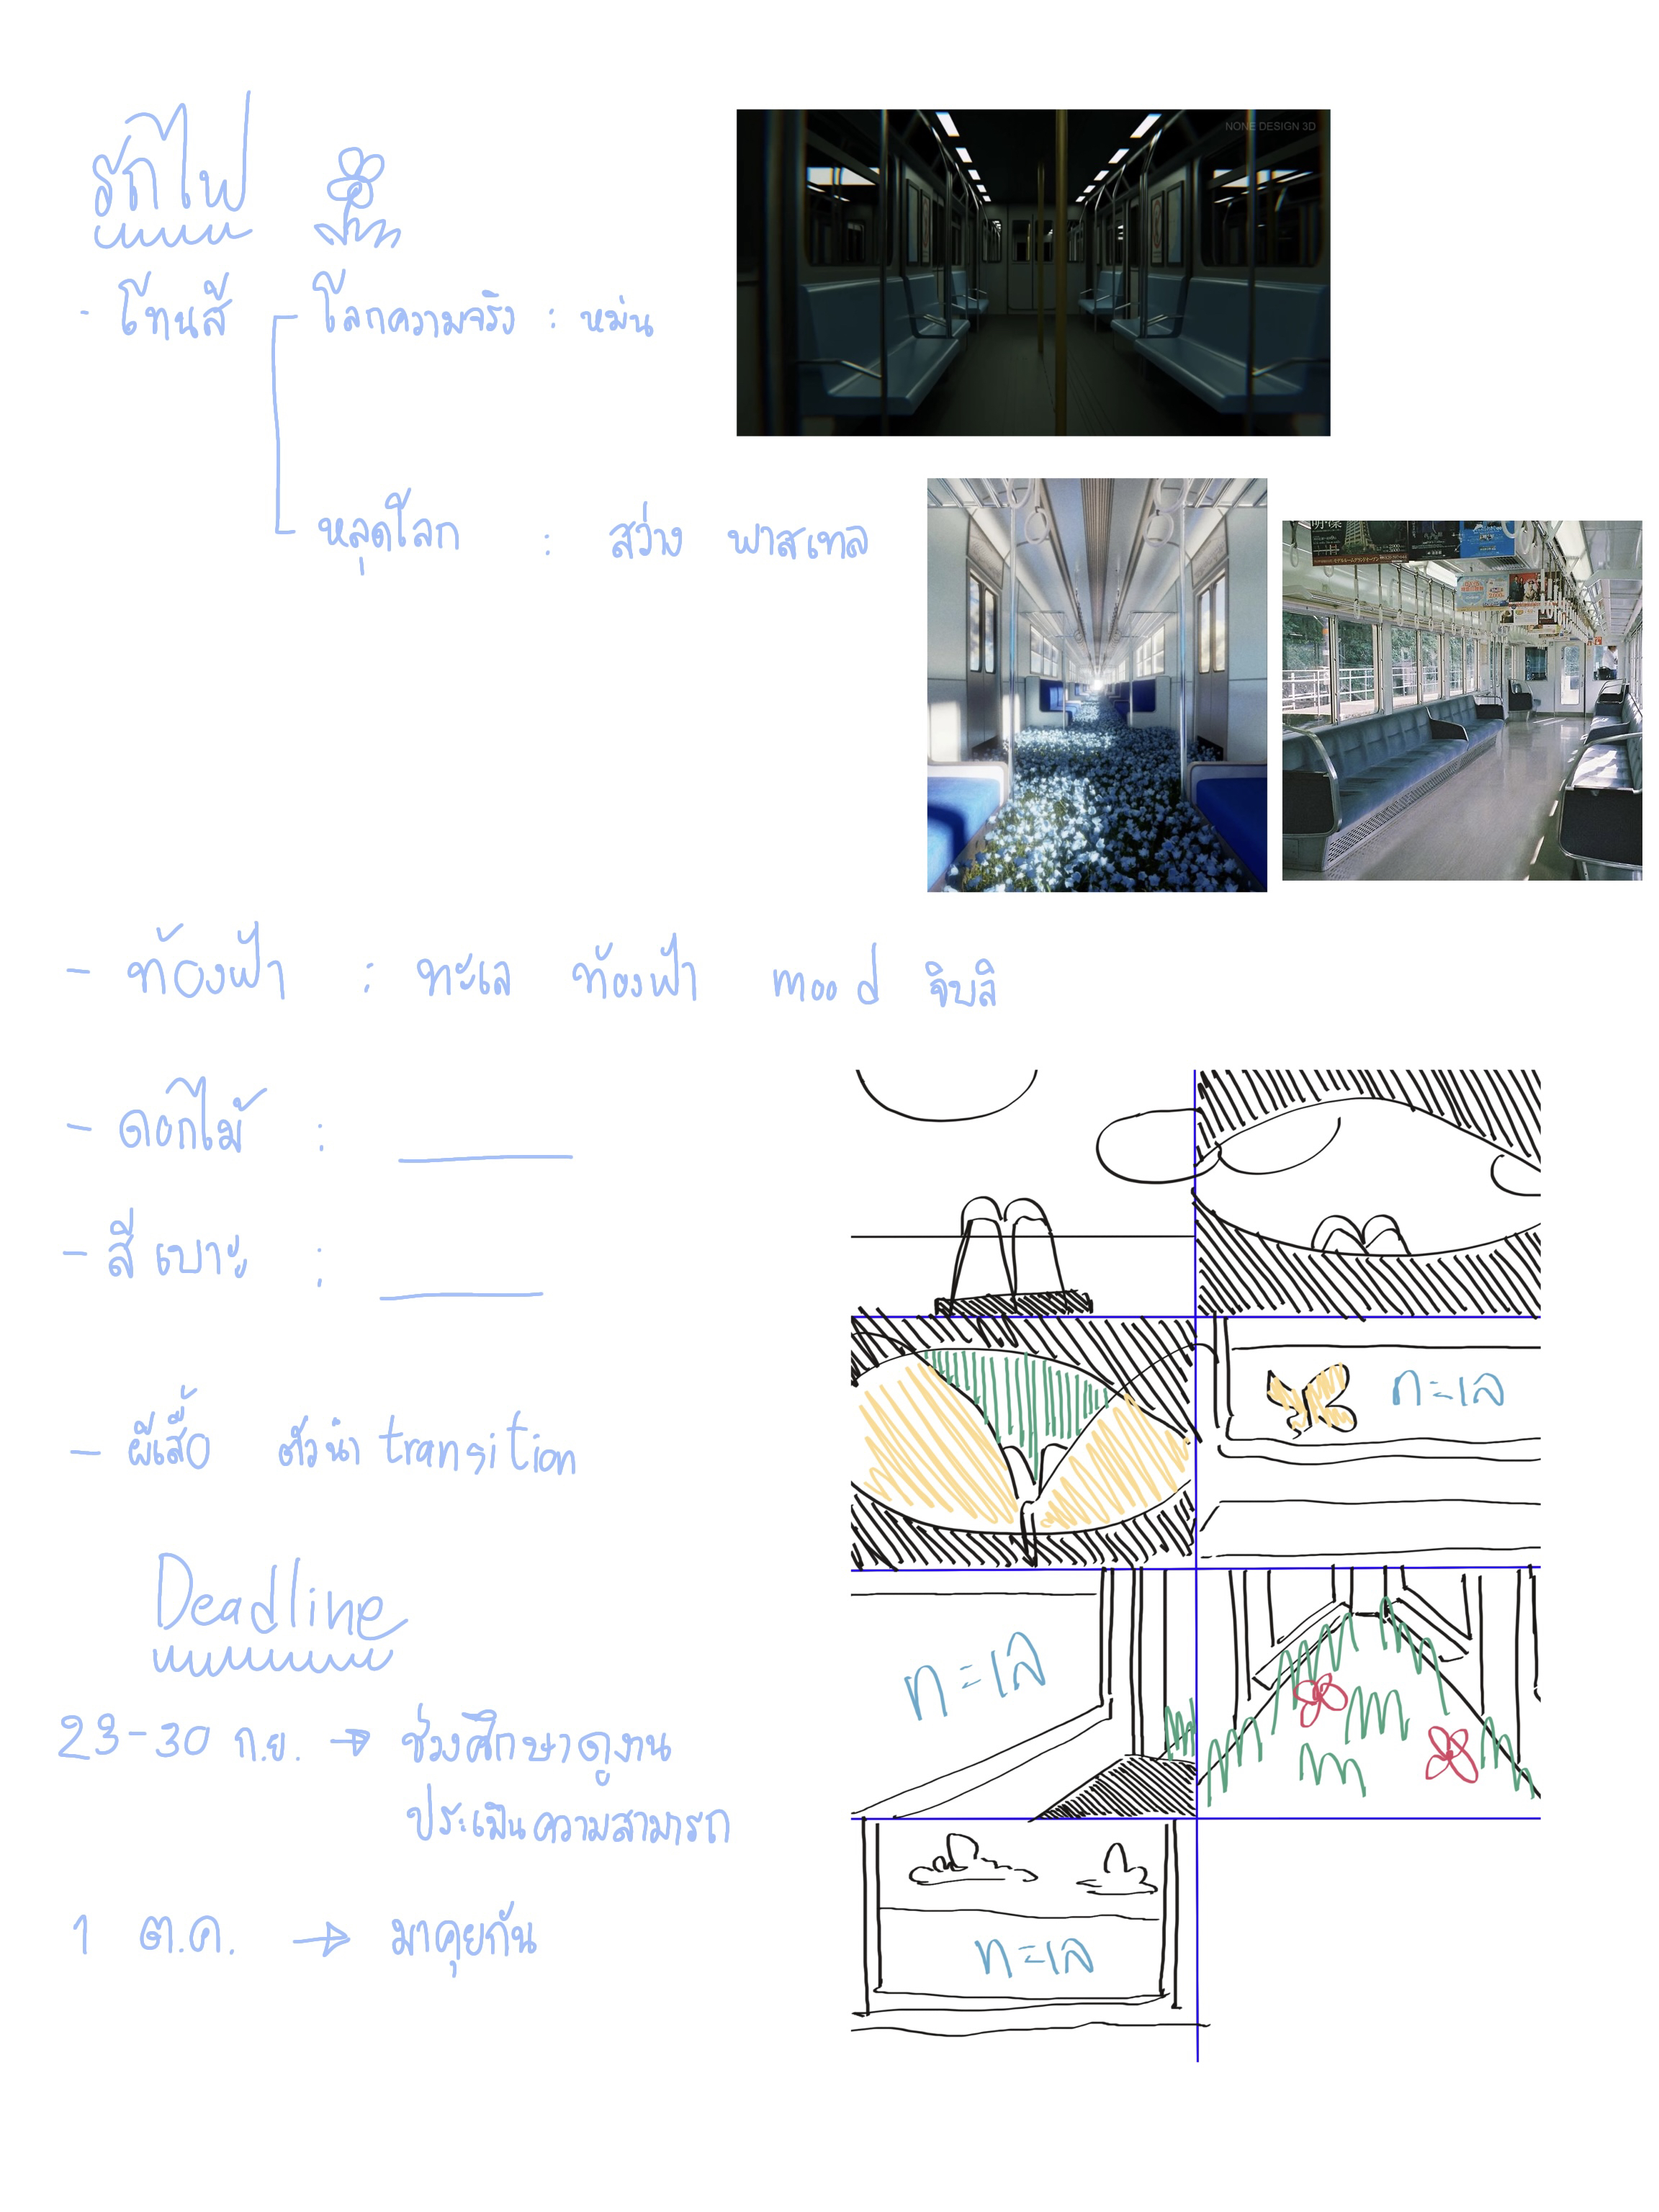 รถไฟ
NONE DESIGN 3D
- โทนสี โลกความจริง : หม่น
หลุดโลก : สว่าง พาสเทล
- ท้องฟ้า : ทะเล ท้องฟ้า mood จิบลิ
- ดอกไม้ :
- สีเบาะ :
- ผีเสื้อ ตัวนำ transition
ทะเล
Deadline
ทะเล
23-30 ก.ย. → ช่วงศึกษาดูงาน
ประเมินความสามารถ
1 ต.ค. → มาคุยกัน
ทะเล